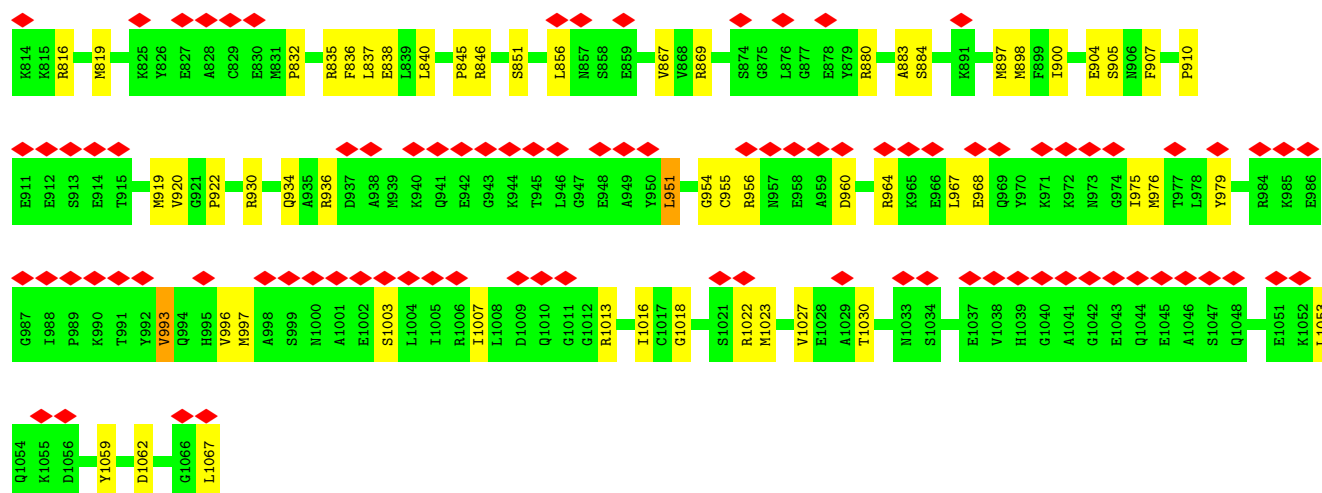 K814 K815 R816 M819 K825 Y826 E827 A828 C829 E830 M831 P832 R835 F836 L837 E838 L839 L840 P845 R846 S851 L856 N857 S858 E859 V867 V868 R869 S874 G875 L876 G877 E878 Y879 R880 A883 S884 K891 M897 M898 F899 I900 E904 S905 N906 F907 P910
E911 E912 S913 E914 T915 M919 V920 G921 P922 R930 Q934 A935 R936 D937 A938 M939 K940 Q941 E942 G943 K944 T945 L946 G947 E948 A949 Y950 L951 G954 C955 R956 N957 E958 A959 D960 R964 K965 E966 L967 E968 Q969 Y970 K971 K972 N973 G974 I975 M976 T977 L978 Y979 R984 K985 E986
G987 I988 P989 K990 T991 Y992 V993 Q994 H995 V996 M997 A998 S999 N1000 A1001 E1002 S1003 L1004 I1005 R1006 I1007 L1008 D1009 Q1010 G1011 G1012 R1013 I1016 C1017 G1018 S1021 R1022 M1023 V1027 E1028 A1029 T1030 N1033 S1034 E1037 V1038 H1039 G1040 A1041 G1042 E1043 Q1044 E1045 A1046 S1047 Q1048 E1051 K1052
Q1054 K1055 D1056 Y1059 D1062 G1066 L1067